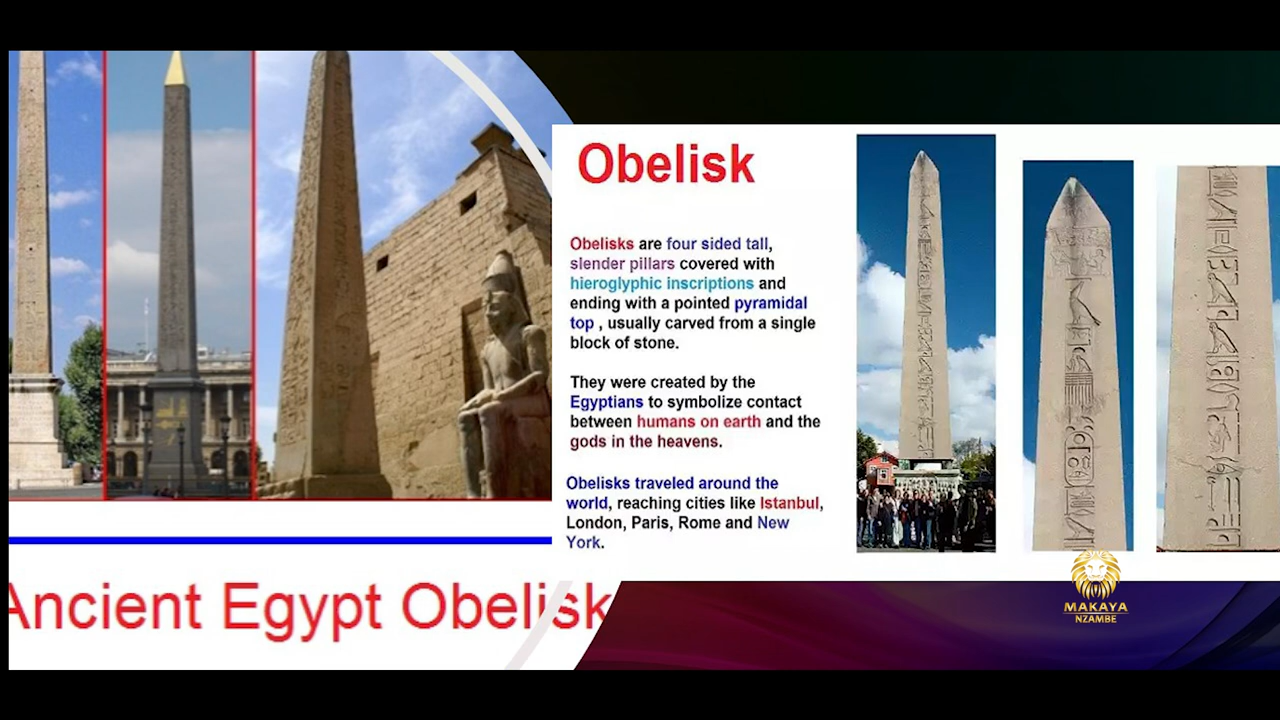 Obelisk
Obelisks are four sided tall,
slender pillars covered with
hieroglyphic inscriptions and
ending with a pointed pyramidal
top , usually carved from a single
block of stone.
They were created by the
Egyptians to symbolize contact
between humans on earth and the
gods in the heavens.
Obelisks traveled around the
world, reaching cities like Istanbul,
London, Paris, Rome and New
York.
Ancient Egypt Obelisk
MAKAYA
NZAMBE